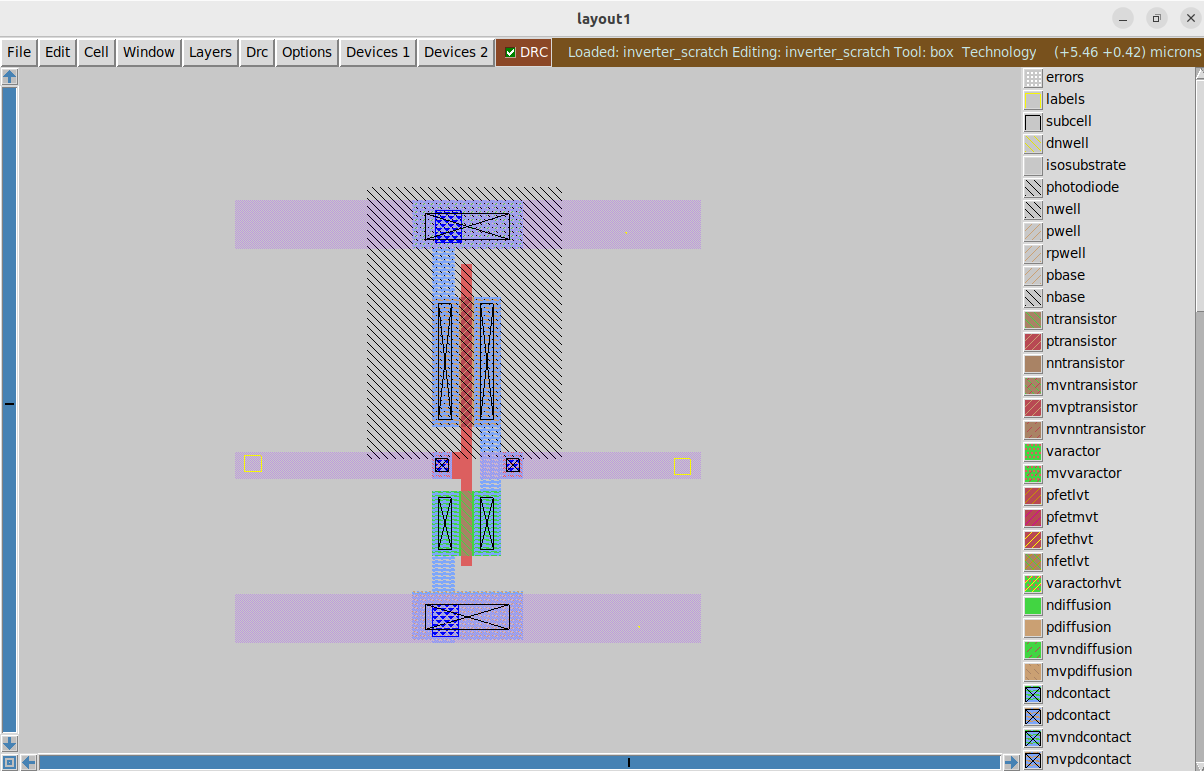 layout1
File Edit Cell Window Layers Drc Options Devices 1 Devices 2 DRC Loaded: inverter_scratch Editing: inverter_scratch Tool: box Technology (+5.46 +0.42) microns
errors
labels
subcell
dnwell
isosubstrate
photodiode
nwell
pwell
rpwell
pbase
nbase
ntransistor
ptransistor
nntransistor
mvntransistor
mvptransistor
mvnntransistor
varactor
mvvaractor
pfetlvt
pfetmvt
pfethvt
nfetlvt
varactorhvt
ndiffusion
pdiffusion
mvndiffusion
mvpdiffusion
ndcontact
pdcontact
mvndcontact
mvpdcontact